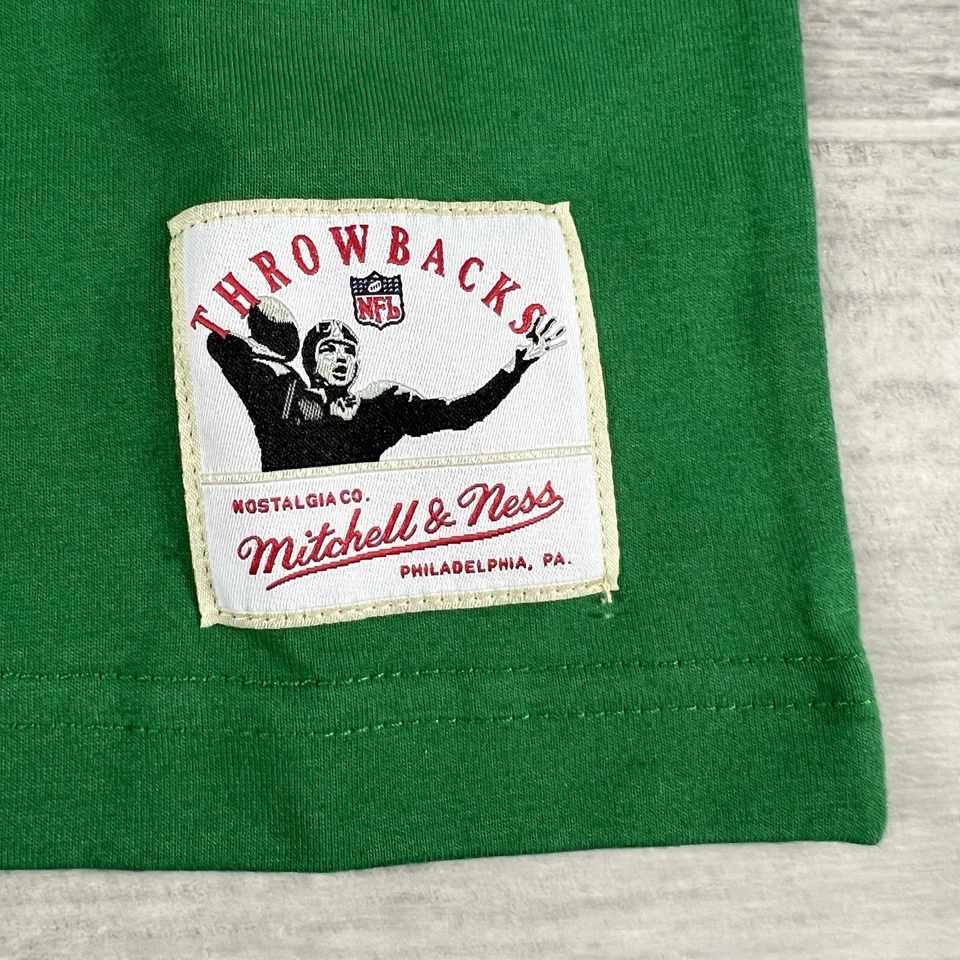 THROWBACKS
NFL
NOSTALGIA CO.
Mitchell & Ness
PHILADELPHIA, PA.